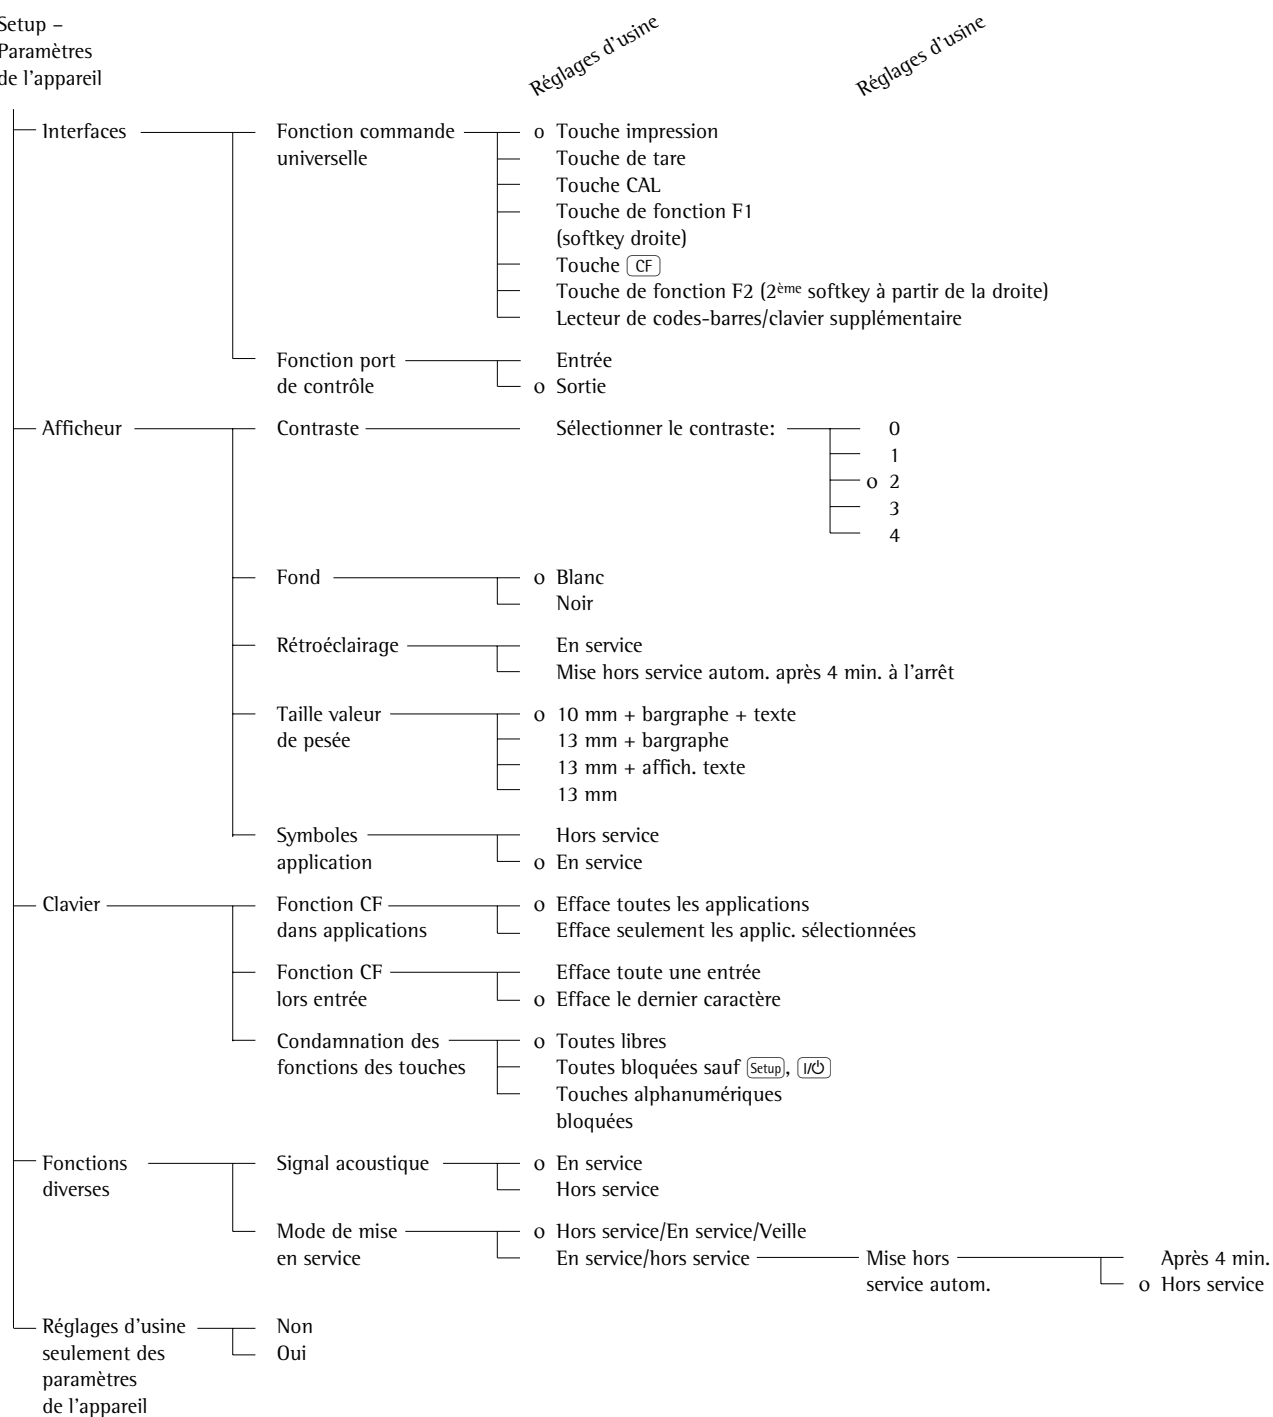 Setup –
Paramètres
de l'appareil
Réglages d'usine
Réglages d'usine
Interfaces
Fonction commande
universelle
o Touche impression
Touche de tare
Touche CAL
Touche de fonction F1
(softkey droite)
Touche CF
Touche de fonction F2 (2ème softkey à partir de la droite)
Lecteur de codes-barres/clavier supplémentaire
Fonction port
de contrôle
Entrée
o Sortie
Afficheur
Contraste
Sélectionner le contraste:
0
1
o 2
3
4
Fond
o Blanc
Noir
Rétroéclairage
En service
Mise hors service autom. après 4 min. à l'arrêt
Taille valeur
de pesée
o 10 mm + bargraphe + texte
13 mm + bargraphe
13 mm + affich. texte
13 mm
Symboles
application
Hors service
o En service
Clavier
Fonction CF
dans applications
o Efface toutes les applications
Efface seulement les applic. sélectionnées
Fonction CF
lors entrée
Efface toute une entrée
o Efface le dernier caractère
Condamnation des
fonctions des touches
o Toutes libres
Toutes bloquées sauf Setup, I/⏻
Touches alphanumériques
bloquées
Fonctions
diverses
Signal acoustique
o En service
Hors service
Mode de mise
en service
o Hors service/En service/Veille
En service/hors service
Mise hors
service autom.
Après 4 min.
o Hors service
Réglages d'usine
seulement des
paramètres
de l'appareil
Non
Oui